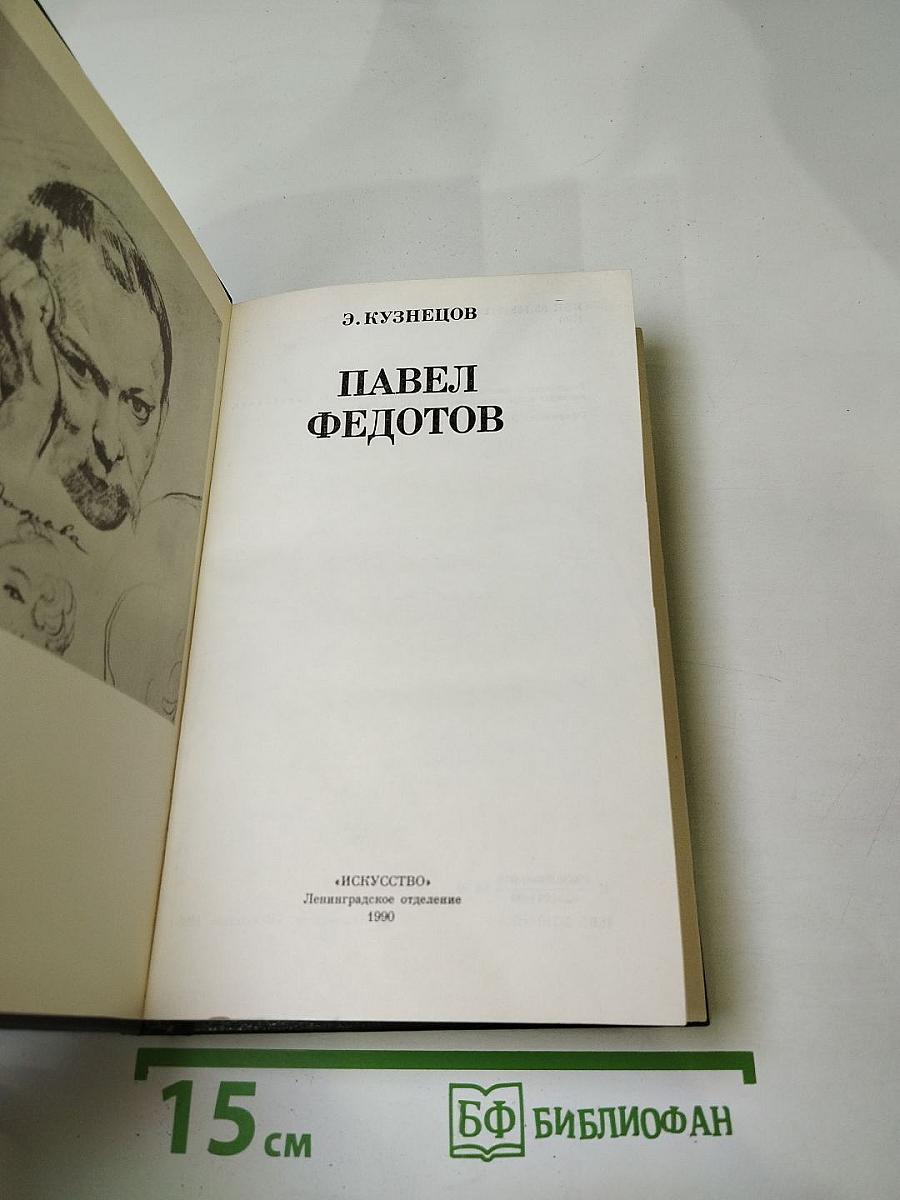 Э. КУЗНЕЦОВ
ПАВЕЛ
ФЕДОТОВ
«ИСКУССТВО»
Ленинградское отделение
1990
15 см
БФ БИБЛИОФАН